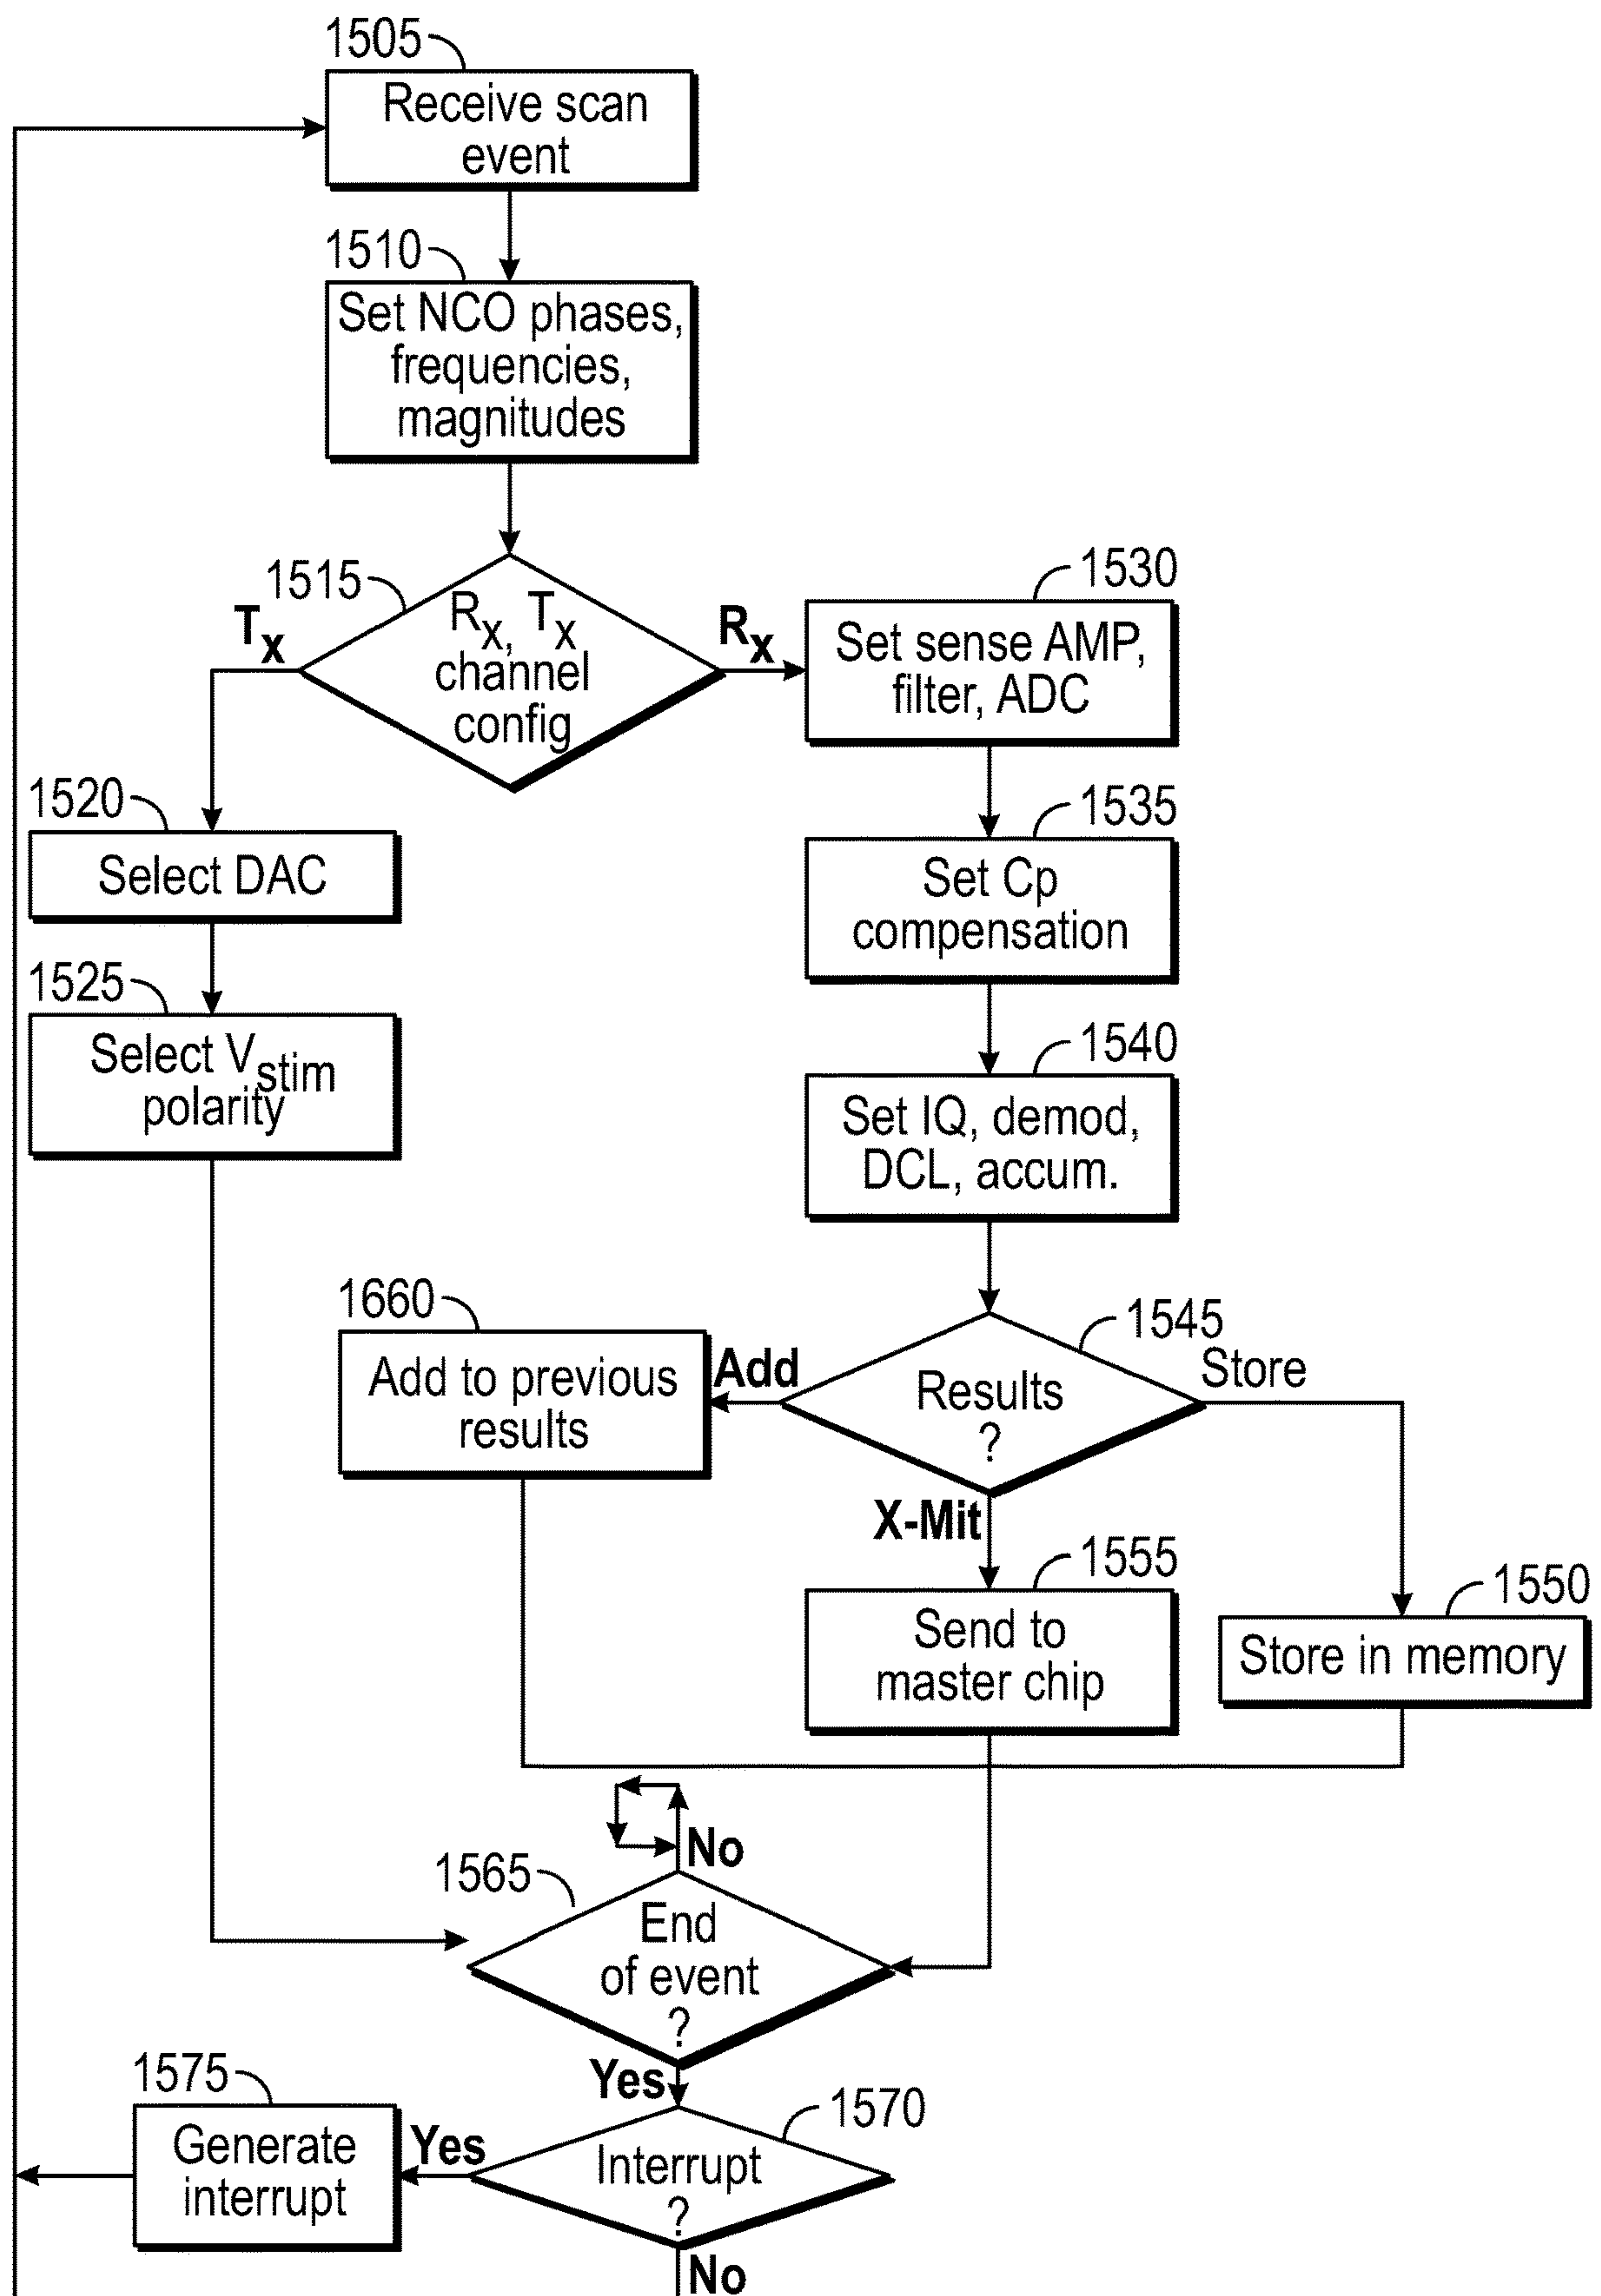 1505
Receive scan
event
1510
Set NCO phases,
frequencies,
magnitudes
1515
Tx
Rx, Tx
channel
config
Rx
1530
Set sense AMP,
filter, ADC
1520
Select DAC
1535
Set Cp
compensation
1525
Select Vstim
polarity
1540
Set IQ, demod,
DCL, accum.
1660
Add to previous
results
Add
1545
Results
?
Store
X-Mit
1555
Send to
master chip
1550
Store in memory
No
1565
End
of event
?
Yes
1575
Generate
interrupt
Yes
1570
Interrupt
?
No